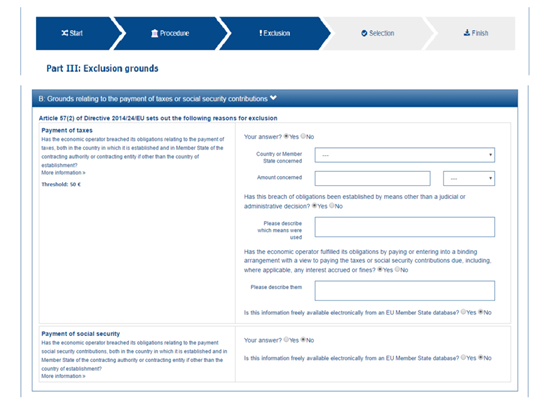 Start
Procedure
Exclusion
Selection
Finish
Part III: Exclusion grounds
B: Grounds relating to the payment of taxes or social security contributions
Article 57(2) of Directive 2014/24/EU sets out the following reasons for exclusion
Payment of taxes
Has the economic operator breached its obligations relating to the payment of
taxes, both in the country in which it is established and in Member State of the
contracting authority or contracting entity if other than the country of
establishment?
More information »
Threshold: 50 €
Your answer? Yes No
Country or Member
State concerned
---
Amount concerned
---
Has this breach of obligations been established by means other than a judicial or
administrative decision? Yes No
Please describe
which means were
used
Has the economic operator fulfilled its obligations by paying or entering into a binding
arrangement with a view to paying the taxes or social security contributions due, including,
where applicable, any interest accrued or fines? Yes No
Please describe them
Is this information freely available electronically from an EU Member State database? Yes No
Payment of social security
Has the economic operator breached its obligations relating to the payment
social security contributions, both in the country in which it is established and in
Member State of the contracting authority or contracting entity if other than the
country of establishment?
More information »
Your answer? Yes No
Is this information freely available electronically from an EU Member State database? Yes No